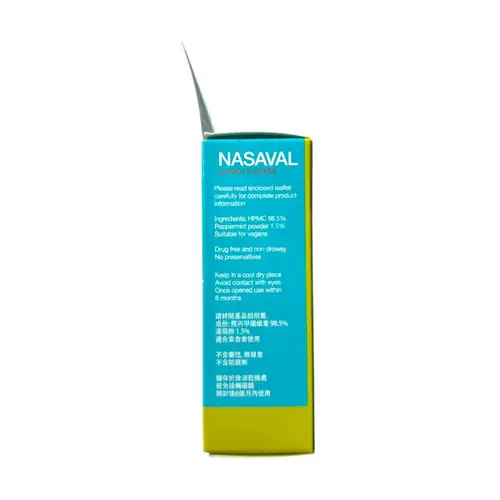 NASAVAL
Please read enclosed leaflet
carefully for complete product
information
Ingredients: HPMC 98.5%
Peppermint powder 1.5%
Suitable for vegans
Drug free and non drowsy
No preservatives
Keep in a cool dry place
Avoid contact with eyes
Once opened use within
6 months
請詳閱產品說明書,
成份: 羥丙甲纖維素 98.5%
薄荷粉 1.5%
適合素食者使用
不含藥性, 無睡意
不含防腐劑
儲存於陰涼乾燥處
避免接觸眼睛
開封後6個月內使用